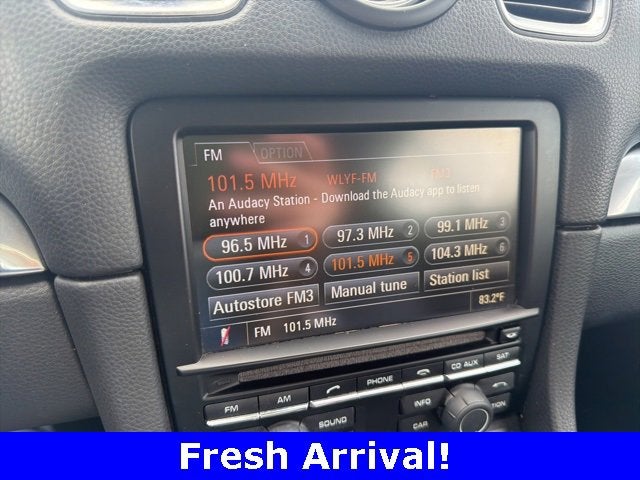 FM OPTION
101.5 MHz WLYF-FM FM3
An Audacy Station - Download the Audacy app to listen
anywhere
96.5 MHz 1 97.3 MHz 2 99.1 MHz 3
100.7 MHz 4 101.5 MHz 5 104.3 MHz 6
Autostore FM3 Manual tune Station list
FM 101.5 MHz 83.2°F
FM AM PHONE CD AUX SAT
SOUND INFO
CAR
Fresh Arrival!